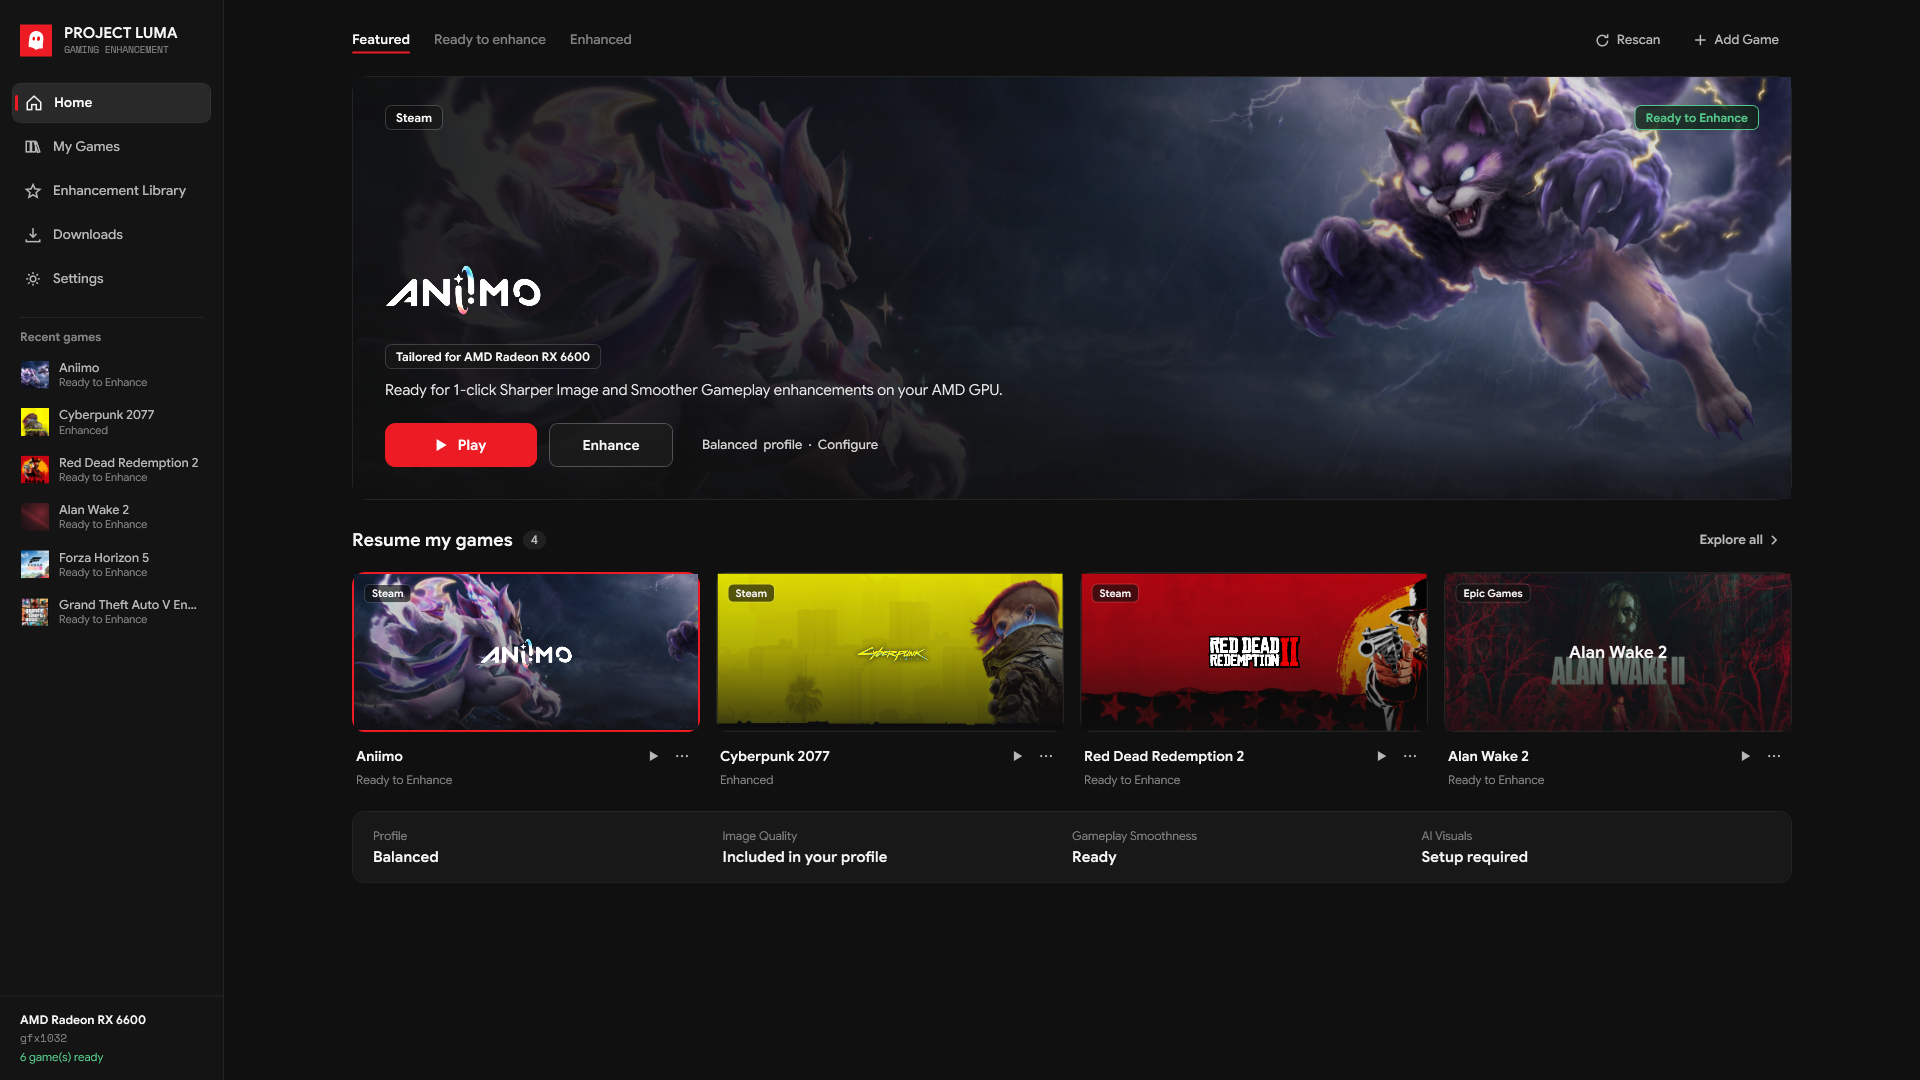 PROJECT LUMA
GAMING ENHANCEMENT
Home
My Games
Enhancement Library
Downloads
Settings
Recent games
Aniimo
Ready to Enhance
Cyberpunk 2077
Enhanced
Red Dead Redemption 2
Ready to Enhance
Alan Wake 2
Ready to Enhance
Forza Horizon 5
Ready to Enhance
Grand Theft Auto V En...
Ready to Enhance
AMD Radeon RX 6600
gfx1032
6 game(s) ready
Featured
Ready to enhance
Enhanced
Rescan
Add Game
Steam
Ready to Enhance
ANIIMO
Tailored for AMD Radeon RX 6600
Ready for 1-click Sharper Image and Smoother Gameplay enhancements on your AMD GPU.
Play
Enhance
Balanced profile · Configure
Resume my games 4
Explore all
Steam
ANIIMO
Aniimo
Ready to Enhance
Steam
CYBERPUNK
Cyberpunk 2077
Enhanced
Steam
RED DEAD
REDEMPTION II
Red Dead Redemption 2
Ready to Enhance
Epic Games
Alan Wake 2
ALAN WAKE II
Alan Wake 2
Ready to Enhance
Profile
Balanced
Image Quality
Included in your profile
Gameplay Smoothness
Ready
AI Visuals
Setup required